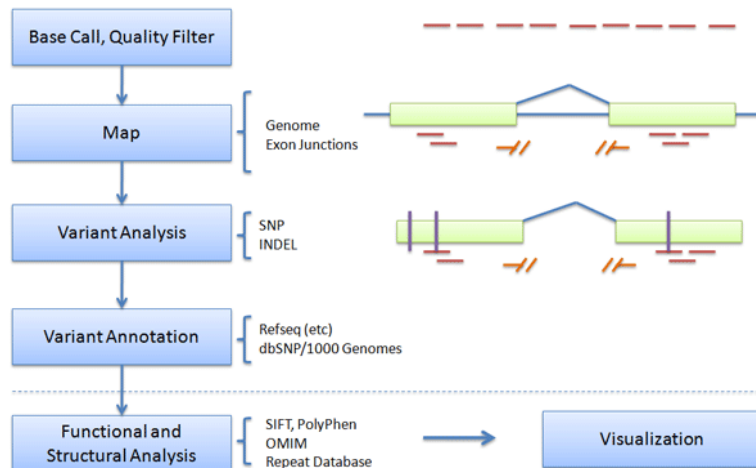 Base Call, Quality Filter
Map
Genome
Exon Junctions
Variant Analysis
SNP
INDEL
Variant Annotation
Refseq (etc)
dbSNP/1000 Genomes
Functional and
Structural Analysis
SIFT, PolyPhen
OMIM
Repeat Database
Visualization